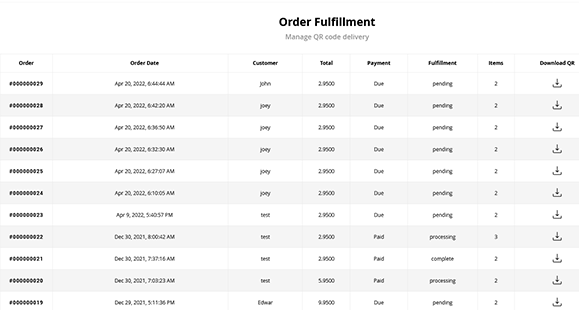 Order Fulfillment
Manage QR code delivery
Order Order Date Customer Total Payment Fulfillment Items Download QR
#000000029 Apr 20, 2022, 6:44:44 AM John 2.9500 Due pending 2
#000000028 Apr 20, 2022, 6:42:20 AM joey 2.9500 Due pending 2
#000000027 Apr 20, 2022, 6:36:50 AM joey 2.9500 Due pending 2
#000000026 Apr 20, 2022, 6:32:30 AM joey 2.9500 Due pending 2
#000000025 Apr 20, 2022, 6:27:07 AM joey 2.9500 Due pending 2
#000000024 Apr 20, 2022, 6:10:05 AM joey 2.9500 Due pending 2
#000000023 Apr 9, 2022, 5:40:57 PM test 2.9500 Due pending 2
#000000022 Dec 30, 2021, 8:00:42 AM test 2.9500 Paid processing 3
#000000021 Dec 30, 2021, 7:37:16 AM test 2.9500 Paid complete 2
#000000020 Dec 30, 2021, 7:03:23 AM test 5.9500 Paid processing 2
#000000019 Dec 29, 2021, 5:11:36 PM Edwar 9.9500 Due pending 2